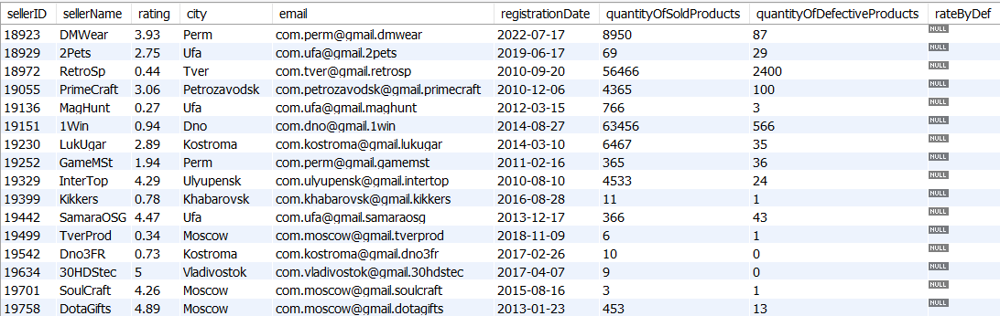 sellerID sellerName rating city email registrationDate quantityOfSoldProducts quantityOfDefectiveProducts rateByDef
18923 DMWear 3.93 Perm com.perm@gmail.dmwear 2022-07-17 8950 87 NULL
18929 2Pets 2.75 Ufa com.ufa@gmail.2pets 2019-06-17 69 29 NULL
18972 RetroSp 0.44 Tver com.tver@gmail.retrosp 2010-09-20 56466 2400 NULL
19055 PrimeCraft 3.06 Petrozavodsk com.petrozavodsk@gmail.primecraft 2010-12-06 4365 100 NULL
19136 MagHunt 0.27 Ufa com.ufa@gmail.maghunt 2012-03-15 766 3 NULL
19151 1Win 0.94 Dno com.dno@gmail.1win 2014-08-27 63456 566 NULL
19230 LukUgar 2.89 Kostroma com.kostroma@gmail.lukugar 2014-03-10 6467 35 NULL
19252 GameMSt 1.94 Perm com.perm@gmail.gamemst 2011-02-16 365 36 NULL
19329 InterTop 4.29 Ulyupensk com.ulyupensk@gmail.intertop 2010-08-10 4533 24 NULL
19399 Kikkers 0.78 Khabarovsk com.khabarovsk@gmail.kikkers 2016-08-28 11 1 NULL
19442 SamaraOSG 4.47 Ufa com.ufa@gmail.samaraosg 2013-12-17 366 43 NULL
19499 TverProd 0.34 Moscow com.moscow@gmail.tverprod 2018-11-09 6 1 NULL
19542 Dno3FR 0.73 Kostroma com.kostroma@gmail.dno3fr 2017-02-26 10 0 NULL
19634 30HDStec 5 Vladivostok com.vladivostok@gmail.30hdstec 2017-04-07 9 0 NULL
19701 SoulCraft 4.26 Moscow com.moscow@gmail.soulcraft 2015-08-16 3 1 NULL
19758 DotaGifts 4.89 Moscow com.moscow@gmail.dotagifts 2013-01-23 453 13 NULL